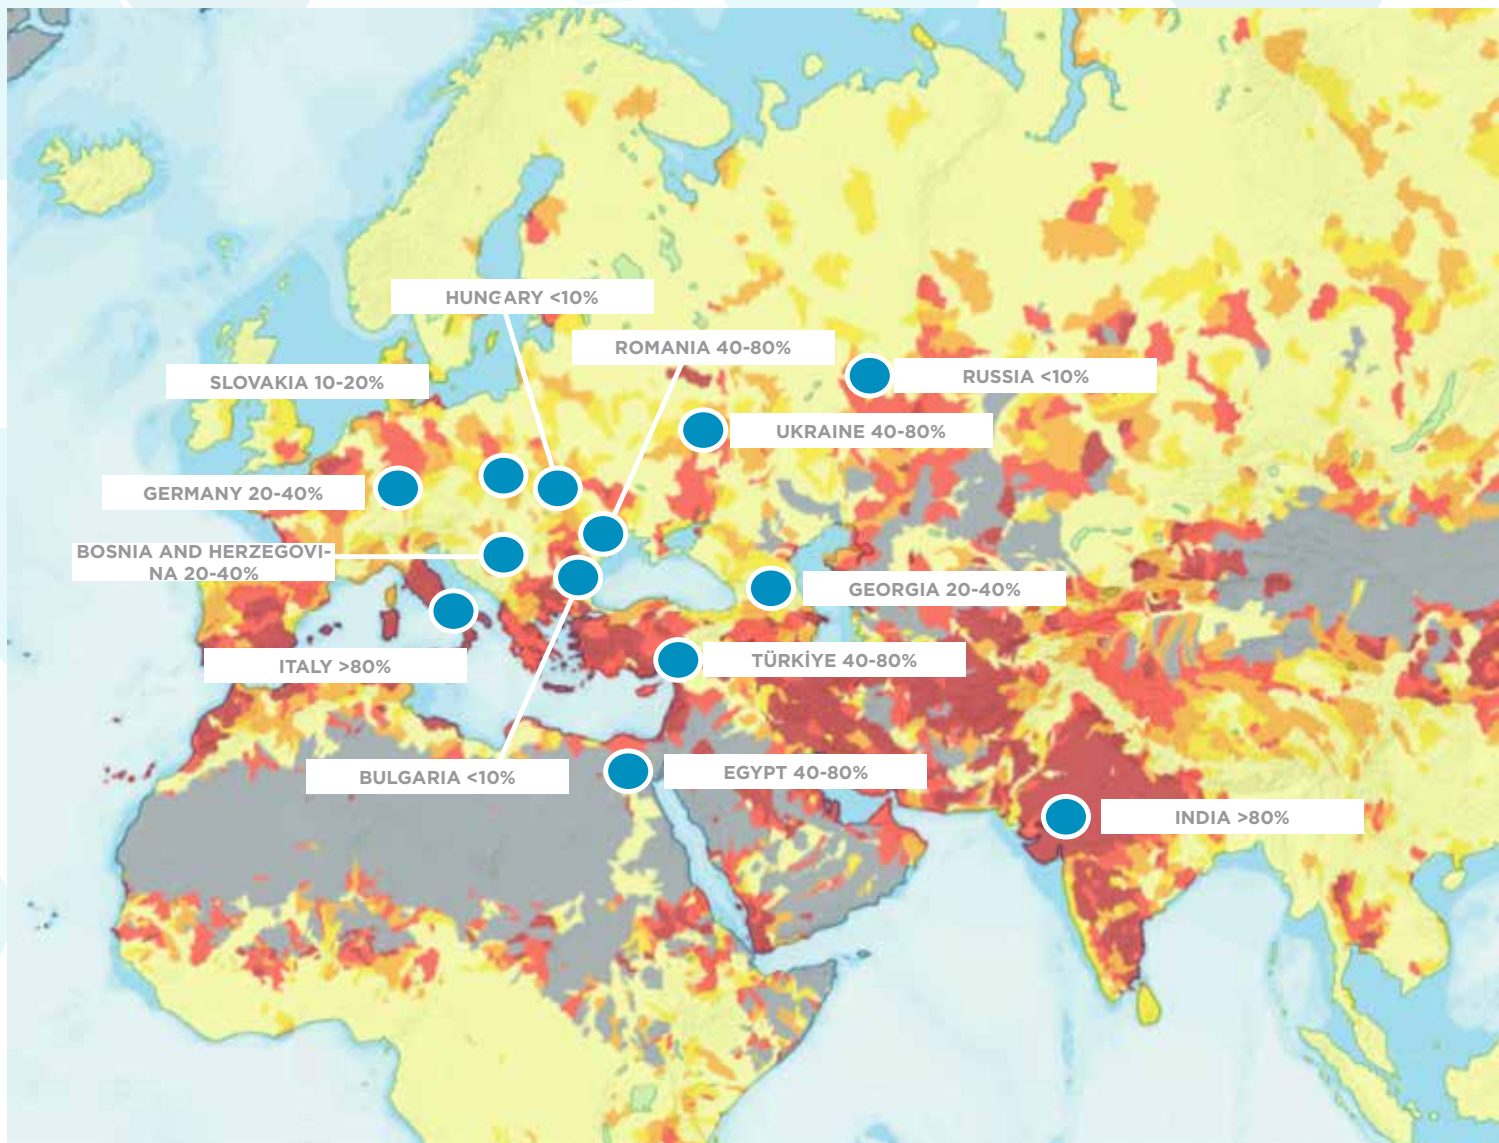 HUNGARY <10%
ROMANIA 40-80%
SLOVAKIA 10-20%
RUSSIA <10%
UKRAINE 40-80%
GERMANY 20-40%
BOSNIA AND HERZEGOVI-
NA 20-40%
GEORGIA 20-40%
ITALY >80%
TÜRKİYE 40-80%
BULGARIA <10%
EGYPT 40-80%
INDIA >80%